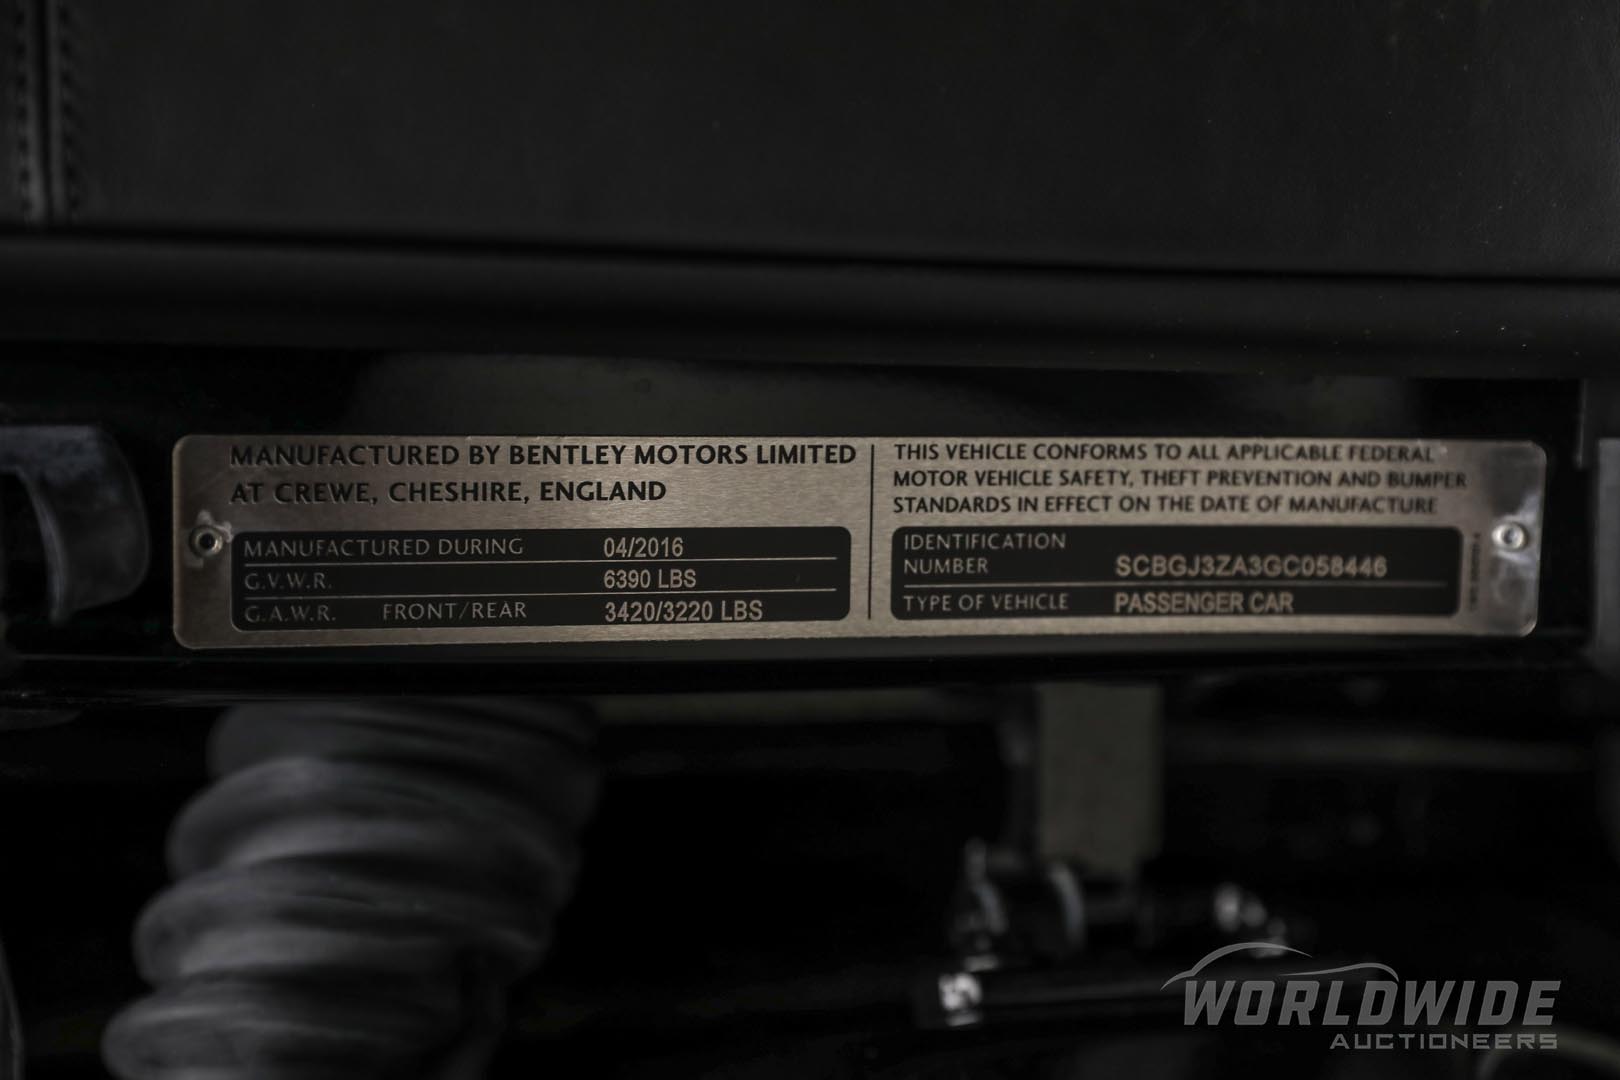 MANUFACTURED BY BENTLEY MOTORS LIMITED
AT CREWE, CHESHIRE, ENGLAND
MANUFACTURED DURING 04/2016
G.V.W.R. 6390 LBS
G.A.W.R. FRONT/REAR 3420/3220 LBS
THIS VEHICLE CONFORMS TO ALL APPLICABLE FEDERAL
MOTOR VEHICLE SAFETY, THEFT PREVENTION AND BUMPER
STANDARDS IN EFFECT ON THE DATE OF MANUFACTURE
IDENTIFICATION
NUMBER SCBGJ3ZA3GC058446
TYPE OF VEHICLE PASSENGER CAR
WORLDWIDE
AUCTIONEERS